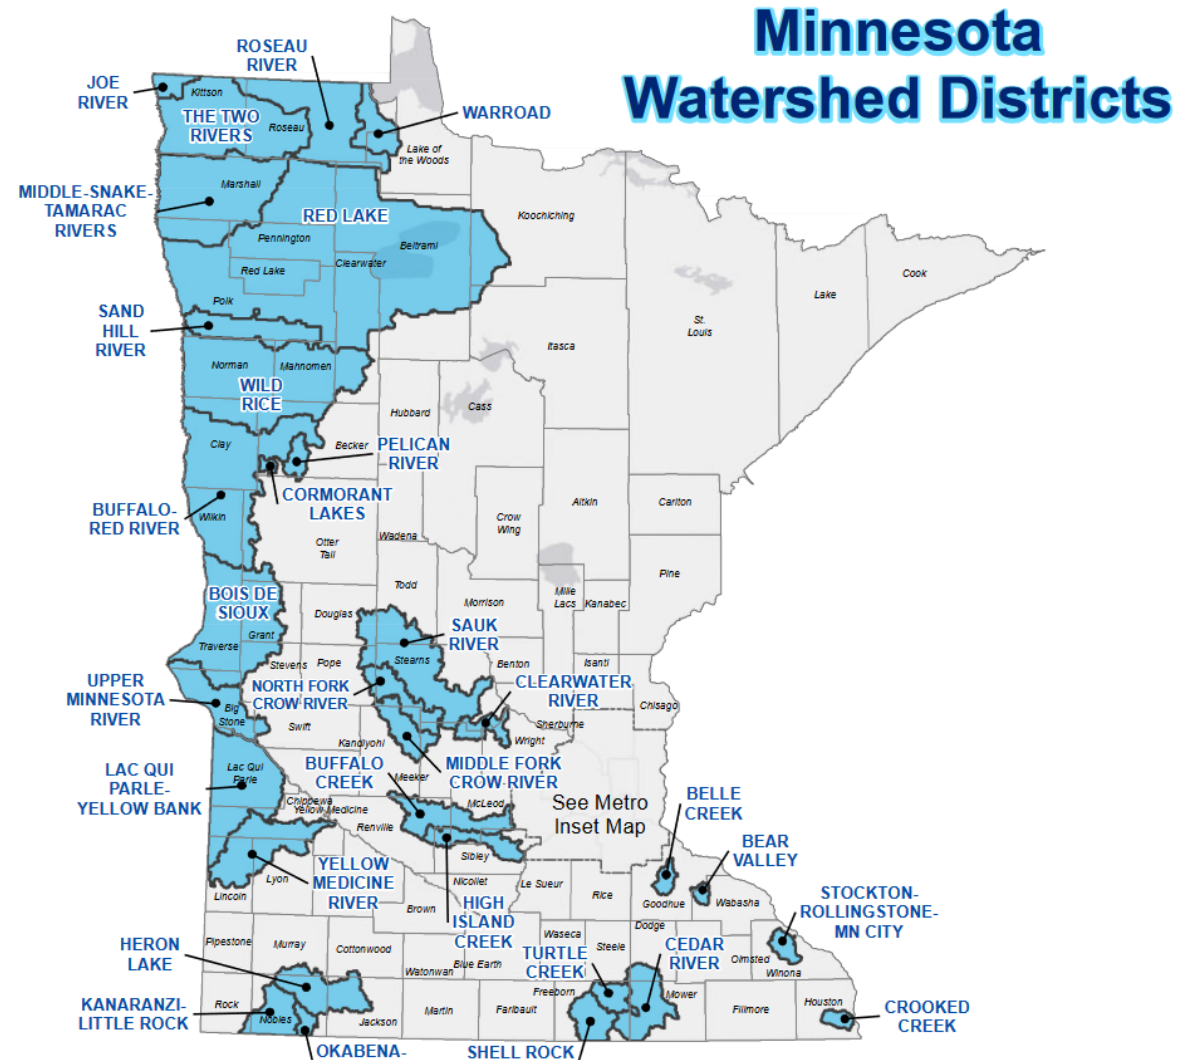 Minnesota
Watershed Districts
ROSEAU
RIVER
JOE
RIVER
Kittson
THE TWO
RIVERS
Roseau
WARROAD
Lake of
the Woods
MIDDLE-SNAKE-
TAMARAC
RIVERS
Marshall
RED LAKE
Koochiching
Pennington
Beltrami
Clearwater
Red Lake
Cook
Lake
Polk
SAND
HILL
RIVER
St.
Louis
Itasca
Norman
Mahnomen
WILD
RICE
Hubbard
Cass
Clay
Becker
PELICAN
RIVER
CORMORANT
LAKES
BUFFALO-
RED RIVER
Wilkin
Aitkin
Carlton
Crow
Wing
Otter
Tail
Wadena
Pine
BOIS DE
SIOUX
Todd
Mille
Lacs
Kanabec
Morrison
Douglas
SAUK
RIVER
Grant
Traverse
Stevens
Pope
Stearns
Benton
Isanti
UPPER
MINNESOTA
RIVER
NORTH FORK
CROW RIVER
CLEARWATER
RIVER
Big
Stone
Chisago
Swift
Sherburne
Kandiyohi
Wright
LAC QUI
PARLE-
YELLOW BANK
Lac Qui
Parle
BUFFALO
CREEK
MIDDLE FORK
CROW RIVER
Meeker
Chippewa
Yellow Medicine
McLeod
See Metro
Inset Map
BELLE
CREEK
Renville
BEAR
VALLEY
Sibley
YELLOW
MEDICINE
RIVER
Lyon
Lincoln
Nicollet
Le Sueur
Rice
Goodhue
Wabasha
STOCKTON-
ROLLINGSTONE-
MN CITY
Brown
HIGH
ISLAND
CREEK
HERON
LAKE
Pipestone
Murray
Cottonwood
Waseca
Steele
Dodge
CEDAR
RIVER
TURTLE
CREEK
Olmsted
Winona
Watonwan
Blue Earth
KANARANZI-
LITTLE ROCK
Rock
Nobles
Jackson
Martin
Faribault
Freeborn
Mower
Fillmore
Houston
CROOKED
CREEK
OKABENA-
SHELL ROCK